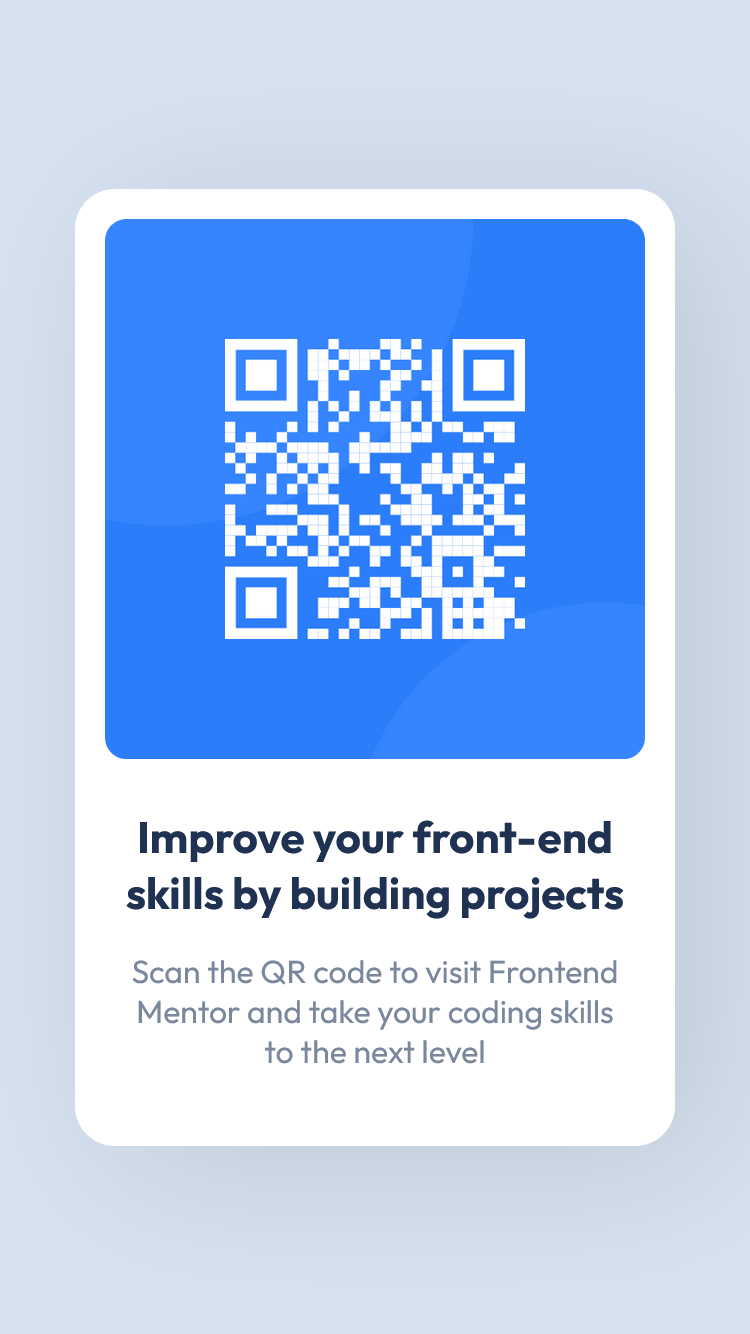 Improve your front-end
skills by building projects
Scan the QR code to visit Frontend
Mentor and take your coding skills
to the next level